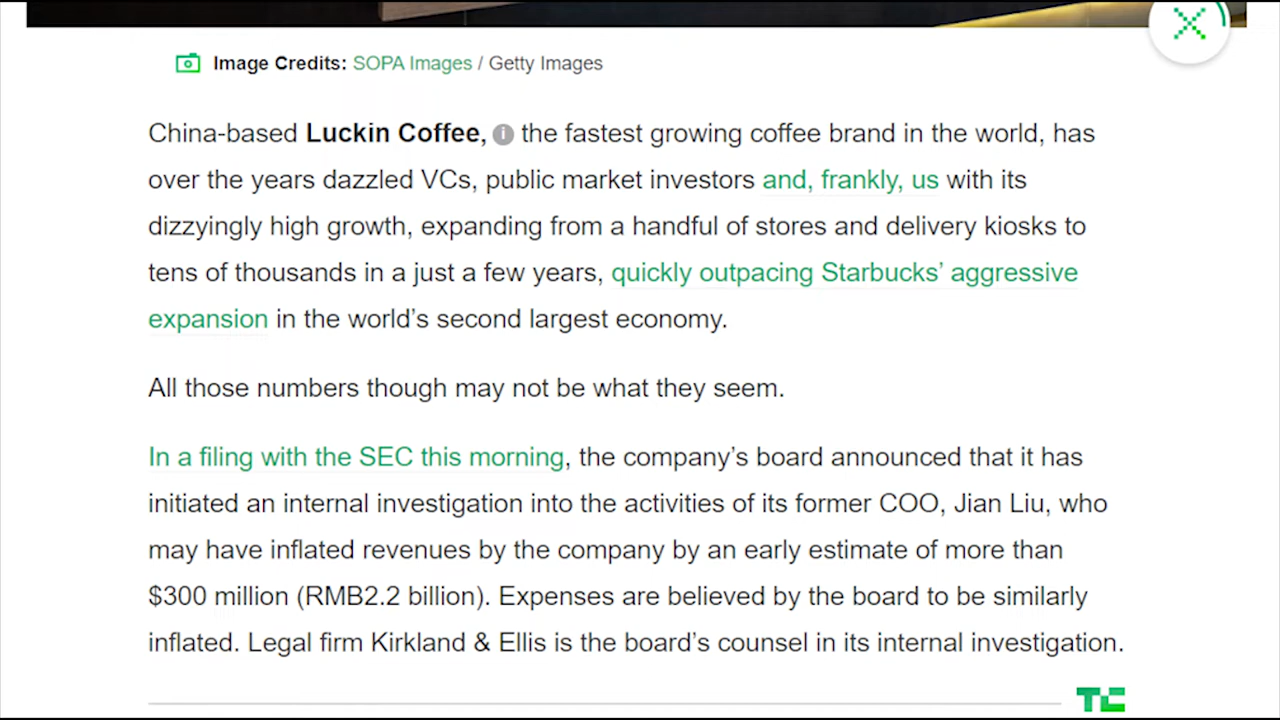 Image Credits: SOPA Images / Getty Images
China-based Luckin Coffee, i the fastest growing coffee brand in the world, has
over the years dazzled VCs, public market investors and, frankly, us with its
dizzyingly high growth, expanding from a handful of stores and delivery kiosks to
tens of thousands in a just a few years, quickly outpacing Starbucks’ aggressive
expansion in the world’s second largest economy.
All those numbers though may not be what they seem.
In a filing with the SEC this morning, the company’s board announced that it has
initiated an internal investigation into the activities of its former COO, Jian Liu, who
may have inflated revenues by the company by an early estimate of more than
$300 million (RMB2.2 billion). Expenses are believed by the board to be similarly
inflated. Legal firm Kirkland & Ellis is the board’s counsel in its internal investigation.
TC